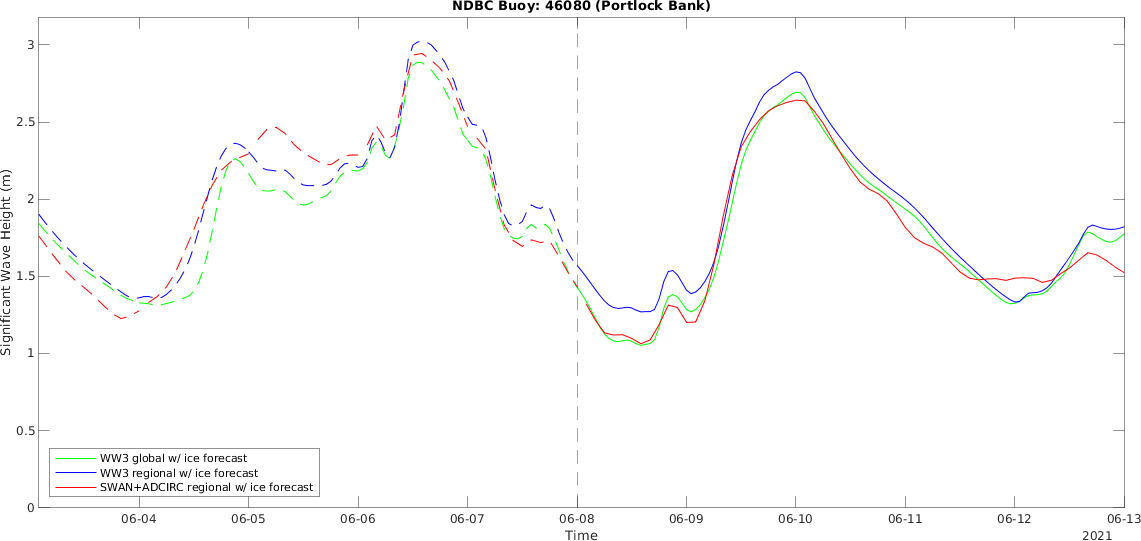 NDBC Buoy: 46080 (Portlock Bank)
3
2.5
2
1.5
1
0.5
0
Significant Wave Height (m)
WW3 global w/ ice forecast
WW3 regional w/ ice forecast
SWAN+ADCIRC regional w/ ice forecast
06-04 06-05 06-06 06-07 06-08 06-09 06-10 06-11 06-12 06-13
Time
2021